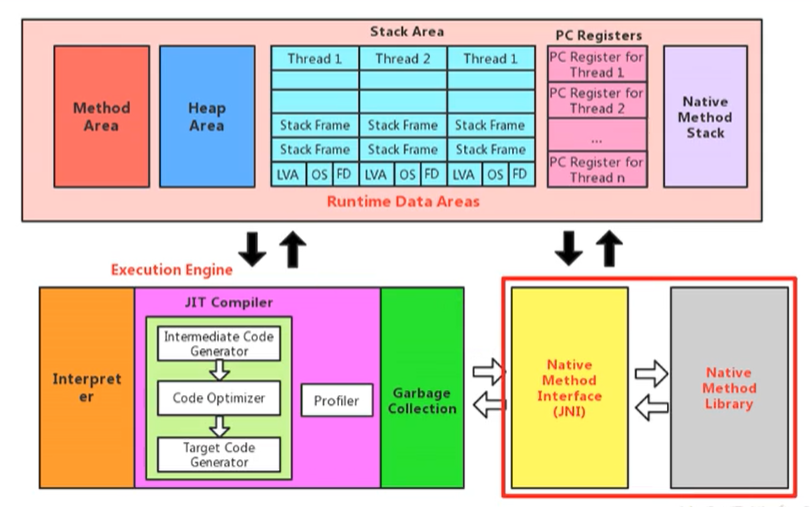 Stack Area
PC Registers
Method
Area
Heap
Area
Thread 1
Thread 2
Thread 1
Stack Frame
Stack Frame
Stack Frame
Stack Frame
Stack Frame
Stack Frame
LVA
OS
FD
LVA
OS
FD
LVA
OS
FD
PC Register for
Thread 1
PC Register for
Thread 2
...
PC Register for
Thread n
Native
Method
Stack
Runtime Data Areas
Execution Engine
Interpret
er
JIT Compiler
Intermediate Code
Generator
Code Optimizer
Target Code
Generator
Profiler
Garbage
Collection
Native
Method
Interface
(JNI)
Native
Method
Library